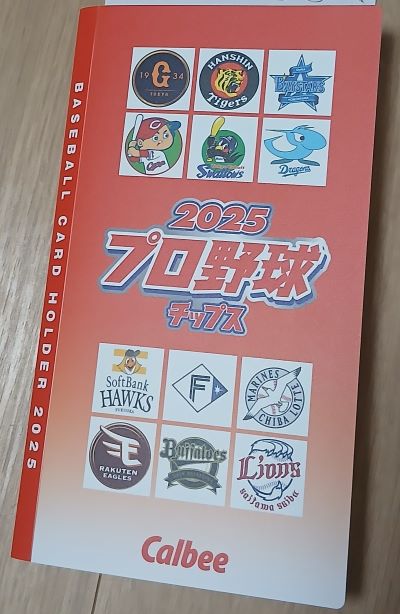 BASEBALL CARD HOLDER 2025
1934
TOKYO
HANSHIN
Tigers
BAYSTARS
Carp
Swallows
Dragons
2025
プロ野球
チップス
SoftBank
HAWKS
FUKUOKA
F
MARINES
CHIBA LOTTE
RAKUTEN
EAGLES
Buffaloes
Lions
saitama seibu
Calbee